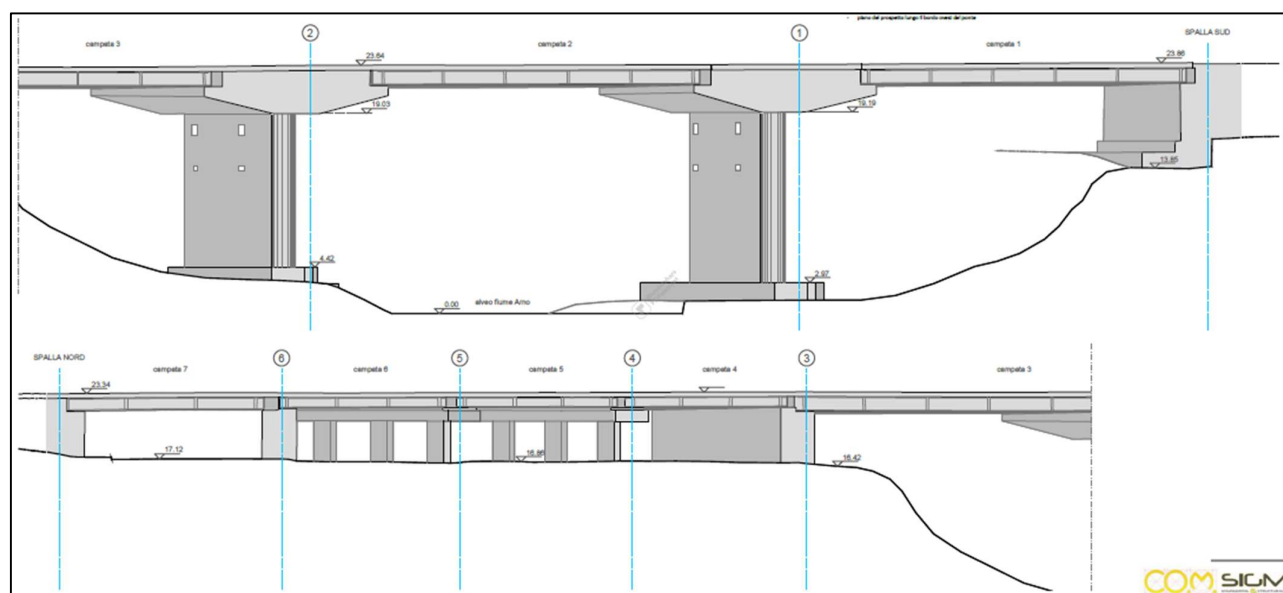 plano del prospetto lungo il bordo ovest del ponte
campata 3
2
campata 2
1
campata 1
SPALLA SUD
23.64
23.86
19.03
19.19
13.85
4.42
2.97
0.00
alveo fiume Arno
SPALLA NORD
campata 7
6
campata 6
5
campata 5
4
campata 4
3
campata 3
23.34
17.12
16.86
16.42
COM SIGM